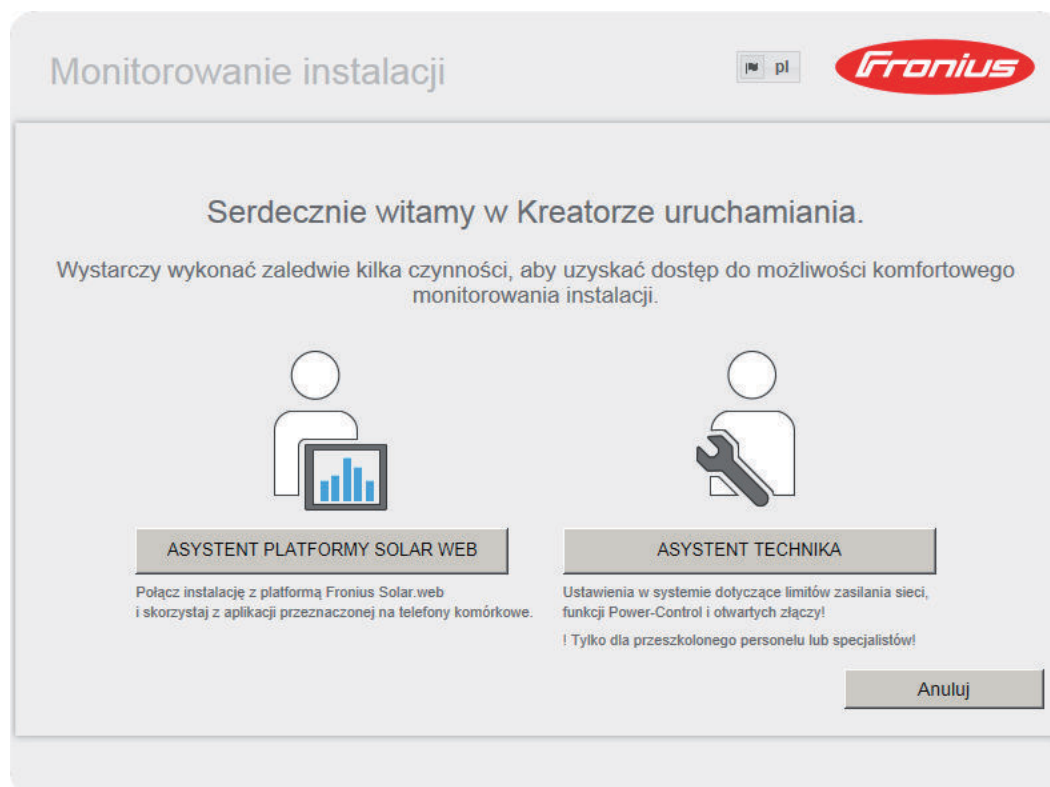 Monitorowanie instalacji
pl
Fronius
Serdecznie witamy w Kreatorze uruchamiania.
Wystarczy wykonać zaledwie kilka czynności, aby uzyskać dostęp do możliwości komfortowego
monitorowania instalacji.
ASYSTENT PLATFORMY SOLAR WEB
Połącz instalację z platformą Fronius Solar.web
i skorzystaj z aplikacji przeznaczonej na telefony komórkowe.
ASYSTENT TECHNIKA
Ustawienia w systemie dotyczące limitów zasilania sieci,
funkcji Power-Control i otwartych złączy!
! Tylko dla przeszkolonego personelu lub specjalistów!
Anuluj